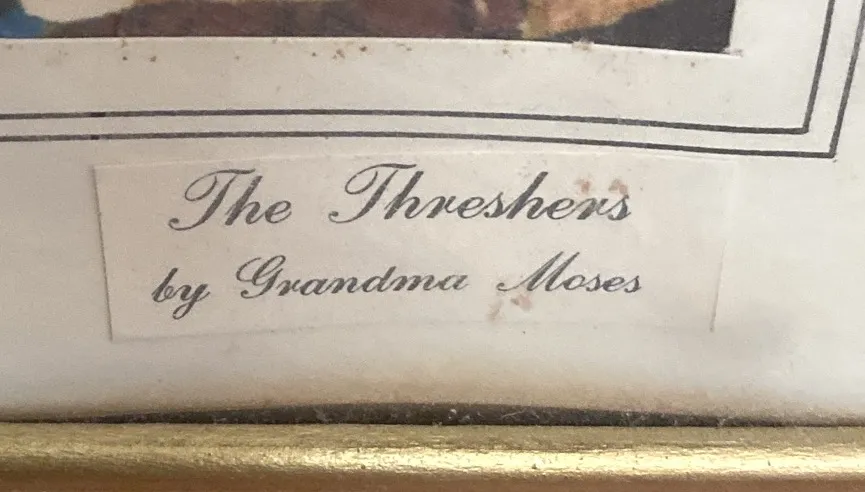 The Threshers
by Grandma Moses